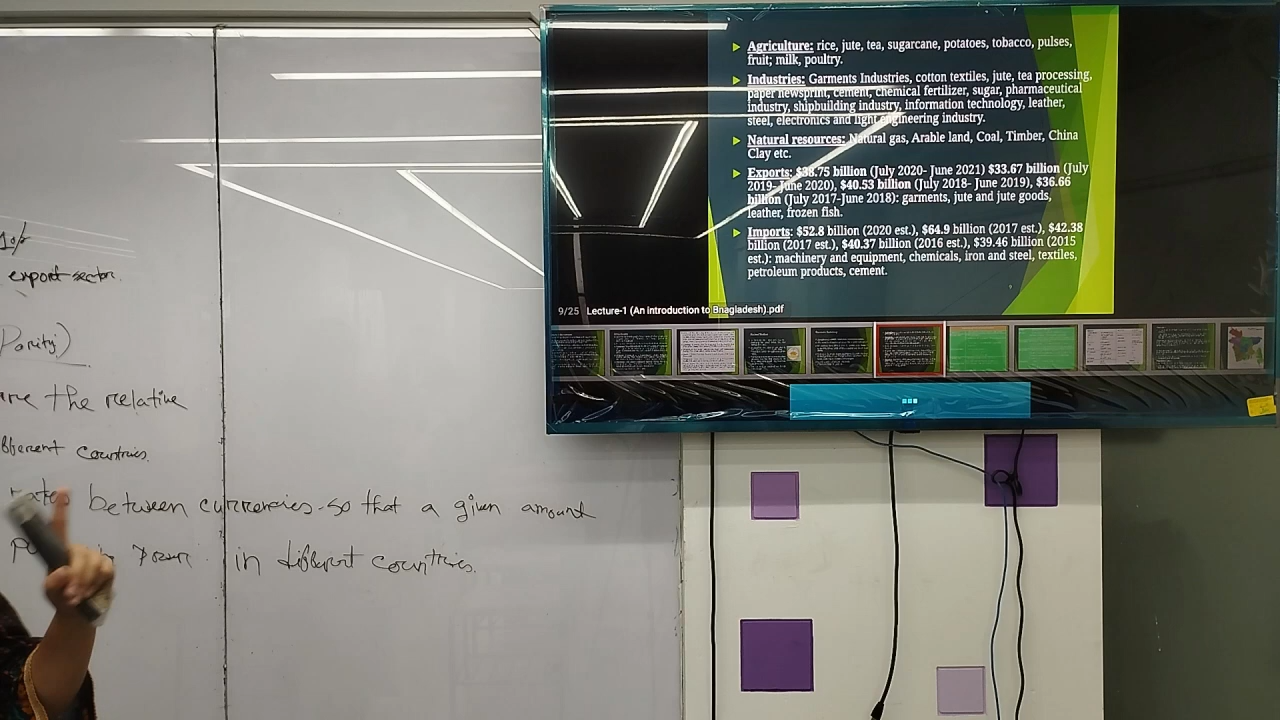 export sector.
Parity)
the relative
countries.
rates between currencies so that a given amount
in different countries.
Agriculture: rice, jute, tea, sugarcane, potatoes, tobacco, pulses,
fruit; milk, poultry.
Industries: Garments Industries, cotton textiles, jute, tea processing,
paper newsprint, cement, chemical fertilizer, sugar, pharmaceutical
industry, shipbuilding industry, information technology, leather,
steel, electronics and light engineering industry.
Natural resources: Natural gas, Arable land, Coal, Timber, China
Clay etc.
Exports: $38.75 billion (July 2020- June 2021) $33.67 billion (July
2019- June 2020), $40.53 billion (July 2018- June 2019), $36.66
billion (July 2017-June 2018): garments, jute and jute goods,
leather, frozen fish.
Imports: $52.8 billion (2020 est.), $64.9 billion (2017 est.), $42.38
billion (2017 est.), $40.37 billion (2016 est.), $39.46 billion (2015
est.): machinery and equipment, chemicals, iron and steel, textiles,
petroleum products, cement.
9/25 Lecture-1 (An introduction to Bnagladesh).pdf